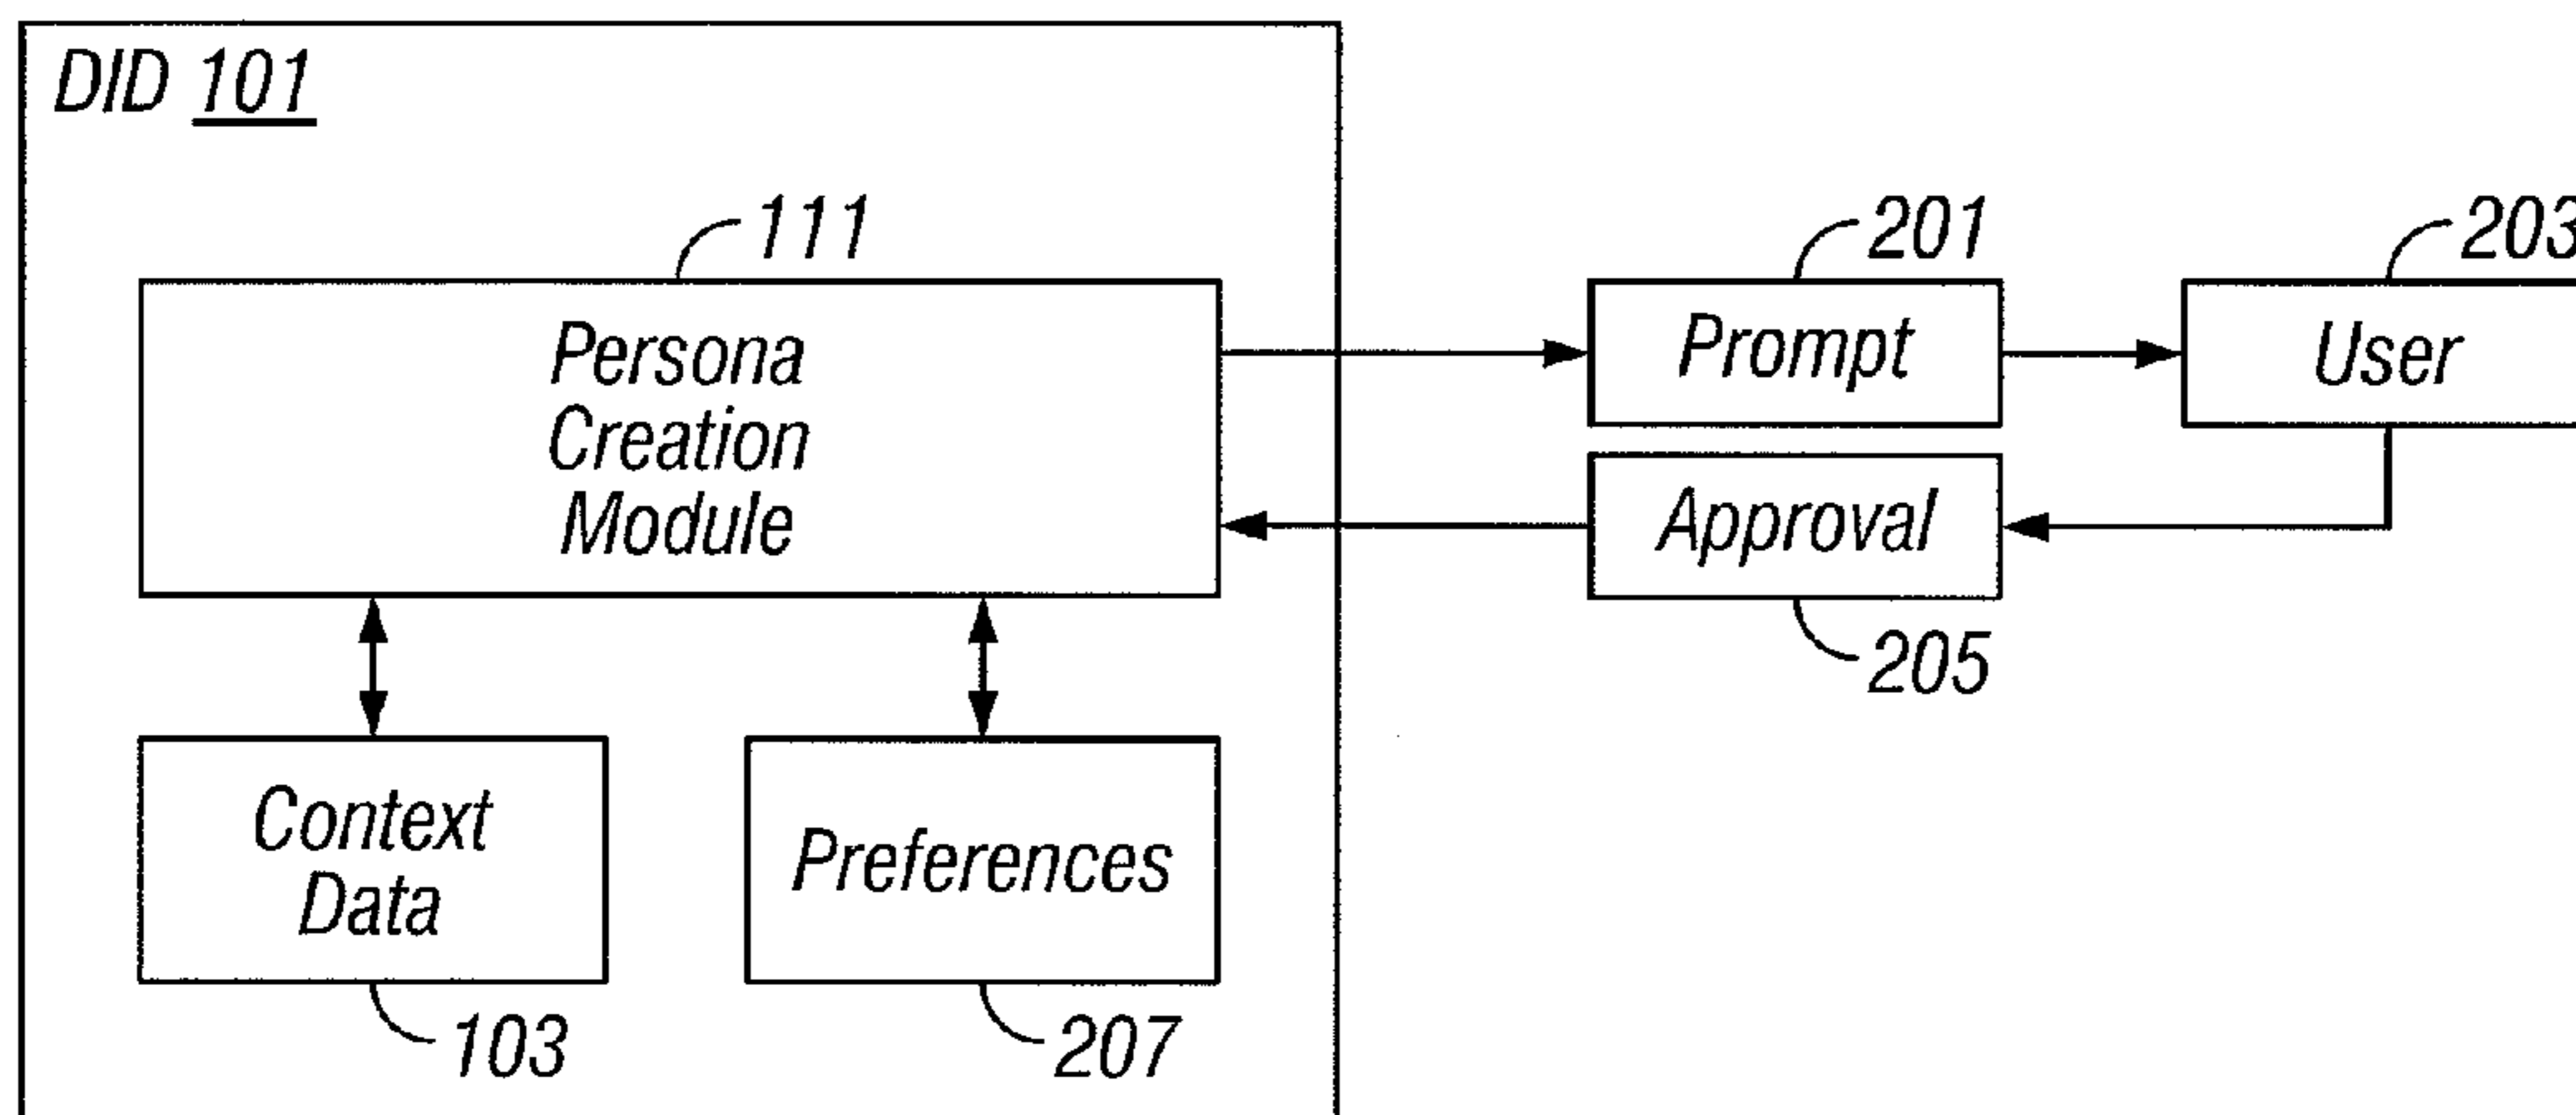 DID 101
111
201
203
Persona
Creation
Module
Prompt
User
Approval
205
Context
Data
Preferences
103
207